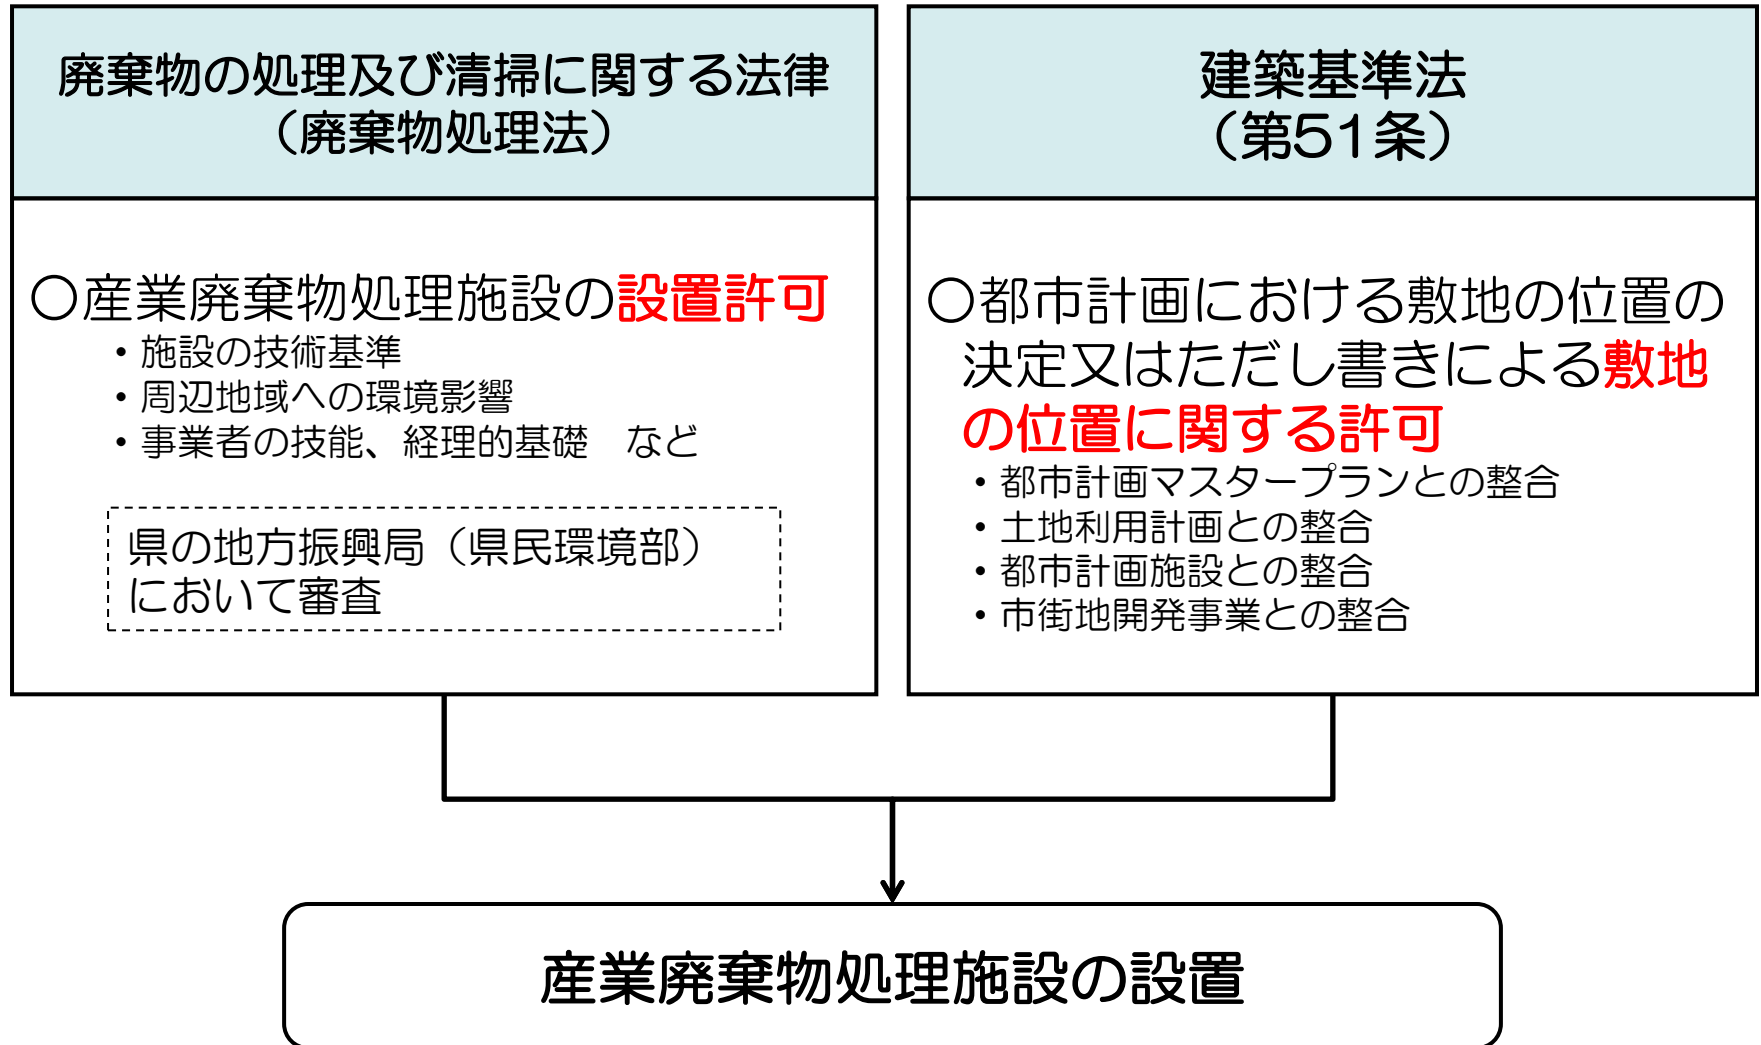 廃棄物の処理及び清掃に関する法律
（廃棄物処理法）
〇産業廃棄物処理施設の設置許可
・施設の技術基準
・周辺地域への環境影響
・事業者の技能、経理的基礎　など
県の地方振興局（県民環境部）
において審査
建築基準法
（第51条）
〇都市計画における敷地の位置の
決定又はただし書きによる敷地
の位置に関する許可
・都市計画マスタープランとの整合
・土地利用計画との整合
・都市計画施設との整合
・市街地開発事業との整合
産業廃棄物処理施設の設置